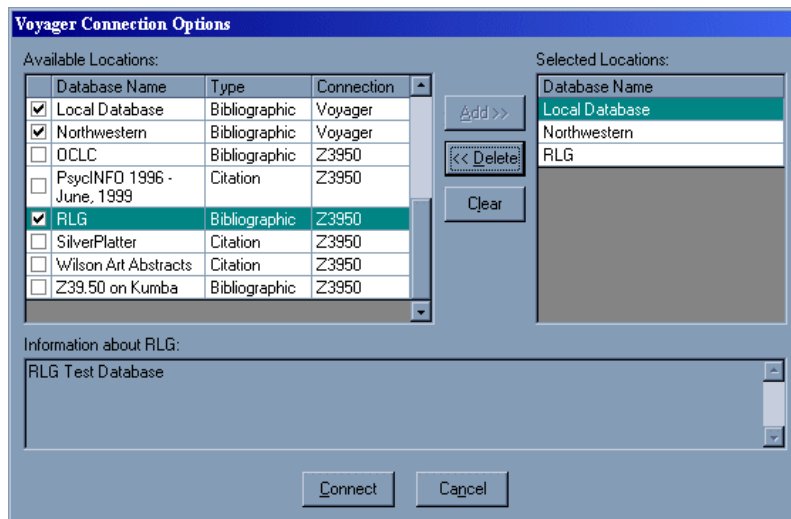 Voyager Connection Options
Available Locations:
Selected Locations:
Database Name Type Connection
Local Database Bibliographic Voyager
Northwestern Bibliographic Voyager
OCLC Bibliographic Z3950
PsycINFO 1996 - Citation Z3950
June, 1999
RLG Bibliographic Z3950
SilverPlatter Citation Z3950
Wilson Art Abstracts Citation Z3950
Z39.50 on Kumba Bibliographic Z3950
Add >>
<< Delete
Clear
Database Name
Local Database
Northwestern
RLG
Information about RLG:
RLG Test Database
Connect Cancel